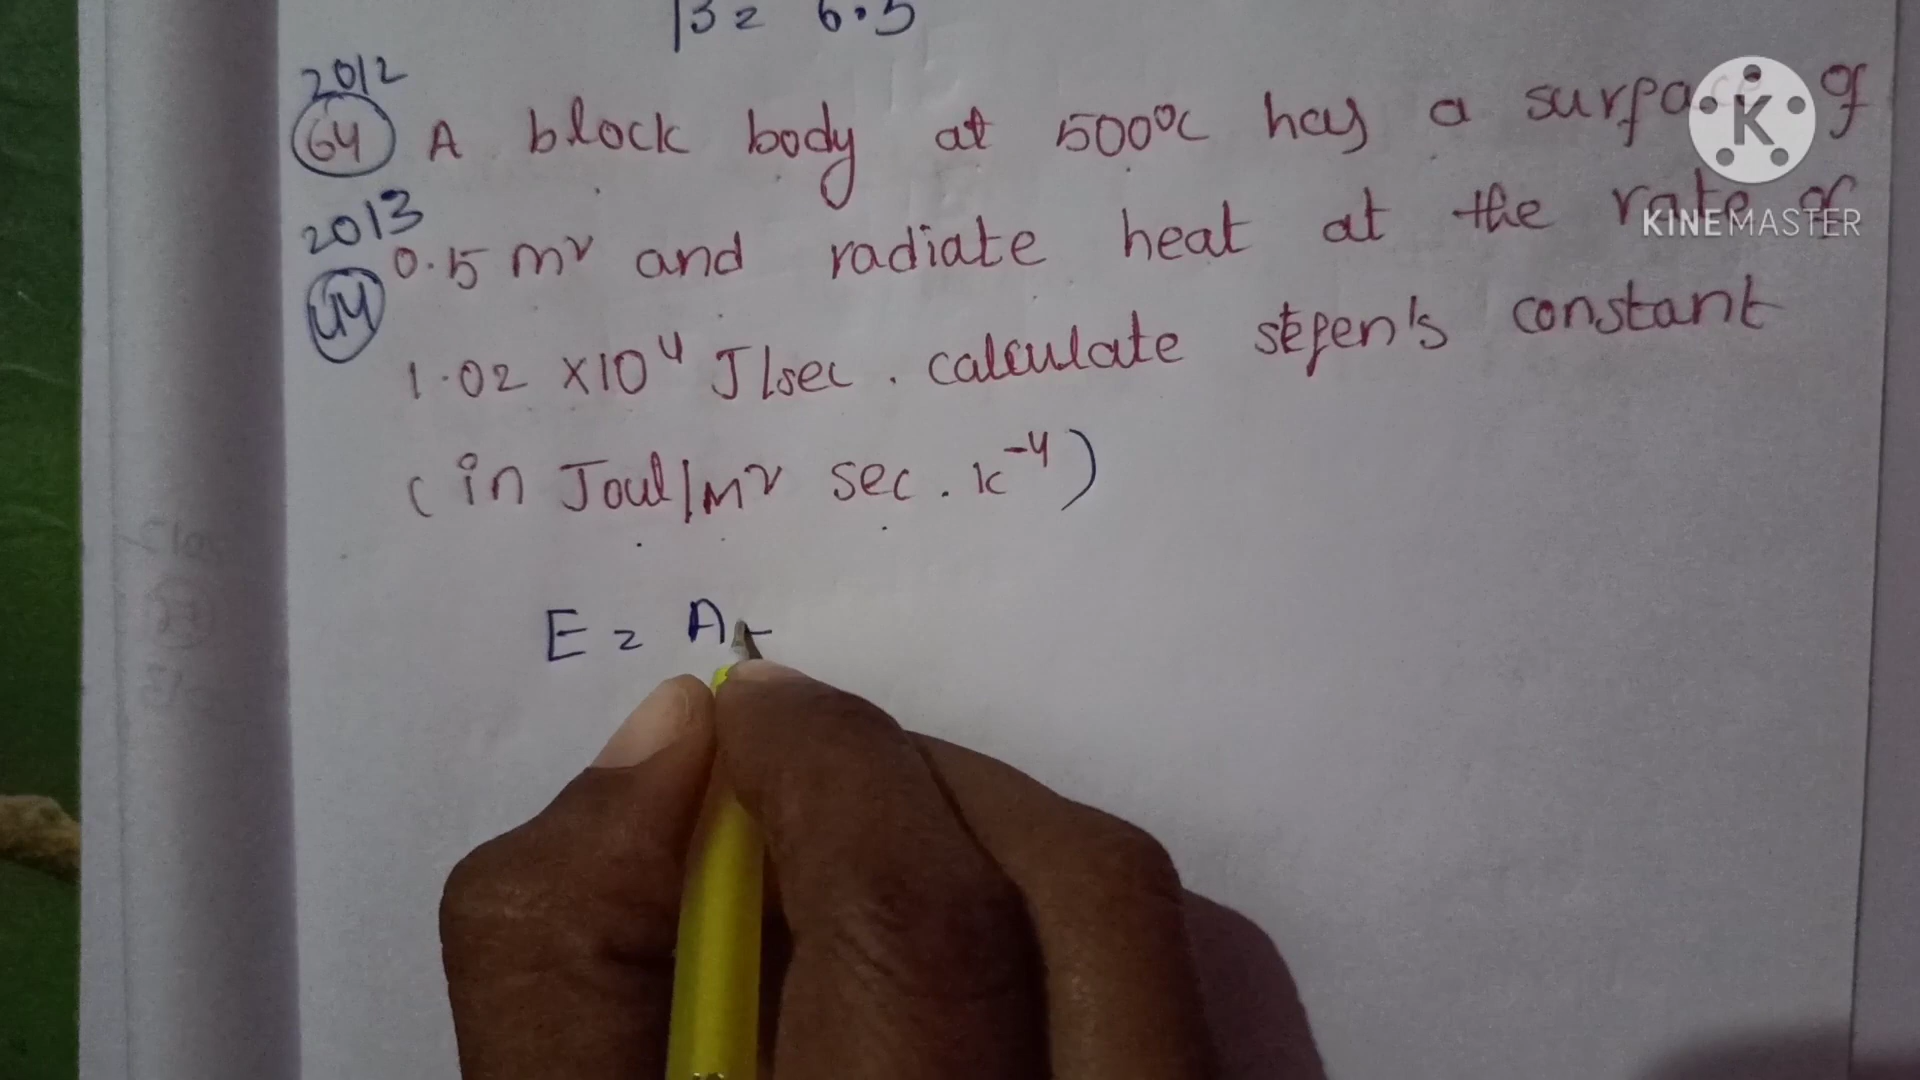 β = 6.5
2012
64 A block body at 500°C has a surface of
2013
44
0.5 m² and radiate heat at the rate of
KINEMASTER
1.02 ×10⁴ J/sec. calculate stefen's constant
(in Joul/m² sec. k⁻⁴)
E = A